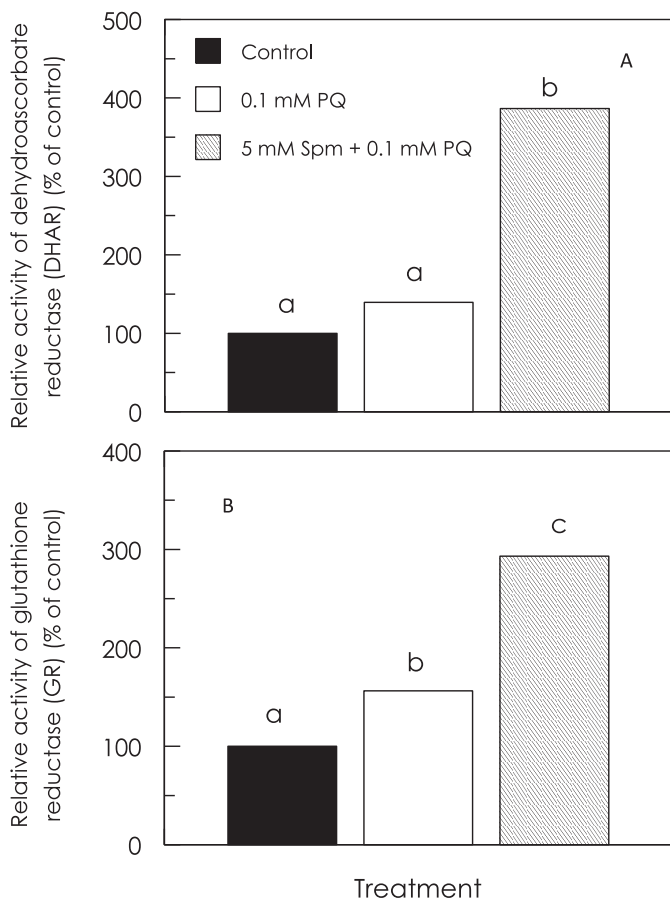 Relative activity of dehydroascorbate
reductase (DHAR) (% of control)
500
400
300
200
100
0
Control
0.1 mM PQ
5 mM Spm + 0.1 mM PQ
A
a
a
b
Relative activity of glutathione
reductase (GR) (% of control)
400
300
200
100
0
B
a
b
c
Treatment